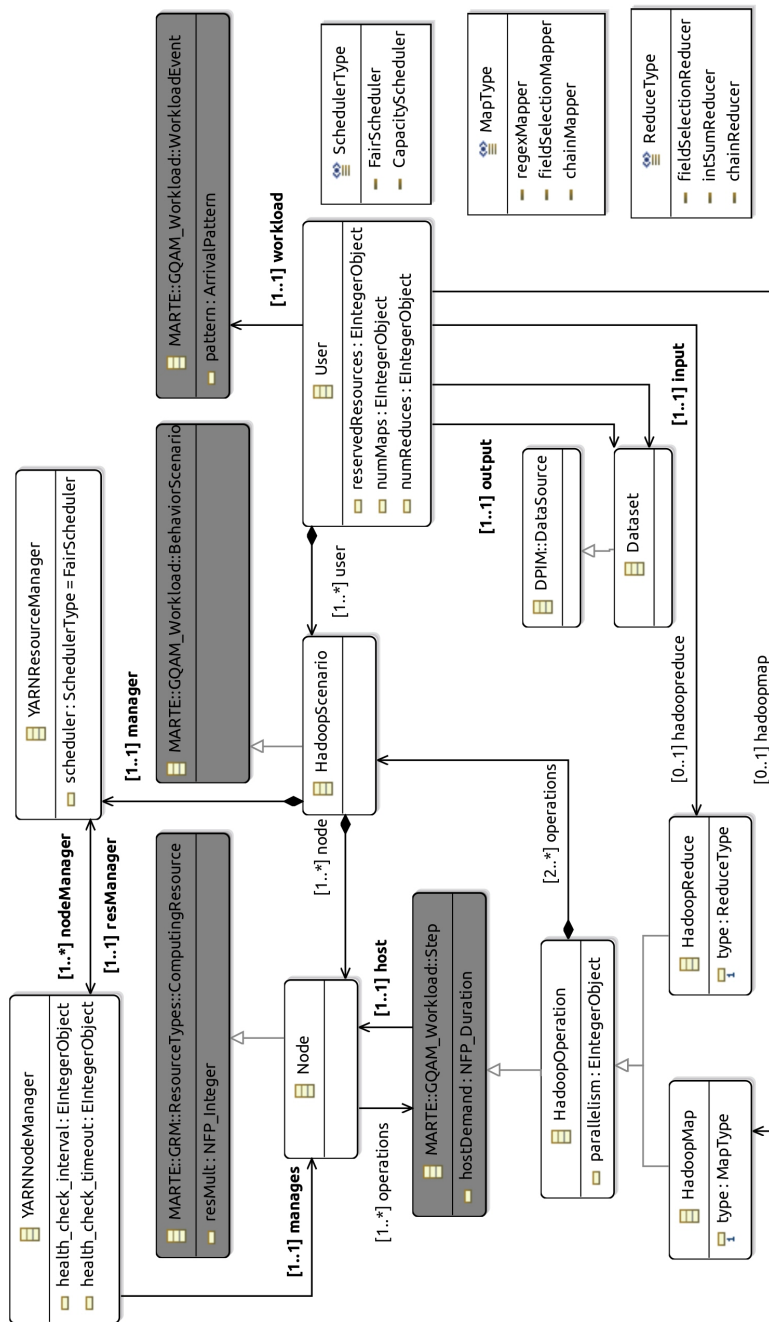 YARNNodeManager
health_check_interval: EIntegerObject
health_check_timeout: EIntegerObject
[1..*] nodeManager
[1..1] resManager
YARNResourceManager
scheduler : SchedulerType = FairScheduler
[1..1] manages
MARTE::GRM::ResourceTypes::ComputingResource
resMult : NFP_Integer
[1..1] manager
MARTE::GQAM_Workload::BehaviorScenario
MARTE::GQAM_Workload::WorkloadEvent
pattern : ArrivalPattern
Node
[1..*] node
HadoopScenario
[1..*] user
User
reservedResources : EIntegerObject
numMaps : EIntegerObject
numReduces : EIntegerObject
[1..1] workload
SchedulerType
FairScheduler
CapacityScheduler
[1..*] operations
[1..1] host
MARTE::GQAM_Workload::Step
hostDemand : NFP_Duration
[1..1] output
MapType
regexMapper
fieldSelectionMapper
chainMapper
HadoopOperation
parallelism : EIntegerObject
[2..*] operations
DPIM::DataSource
Dataset
[1..1] input
ReduceType
fieldSelectionReducer
intSumReducer
chainReducer
HadoopMap
type : MapType
HadoopReduce
type : ReduceType
[0..1] hadoopreduce
[0..1] hadoopmap